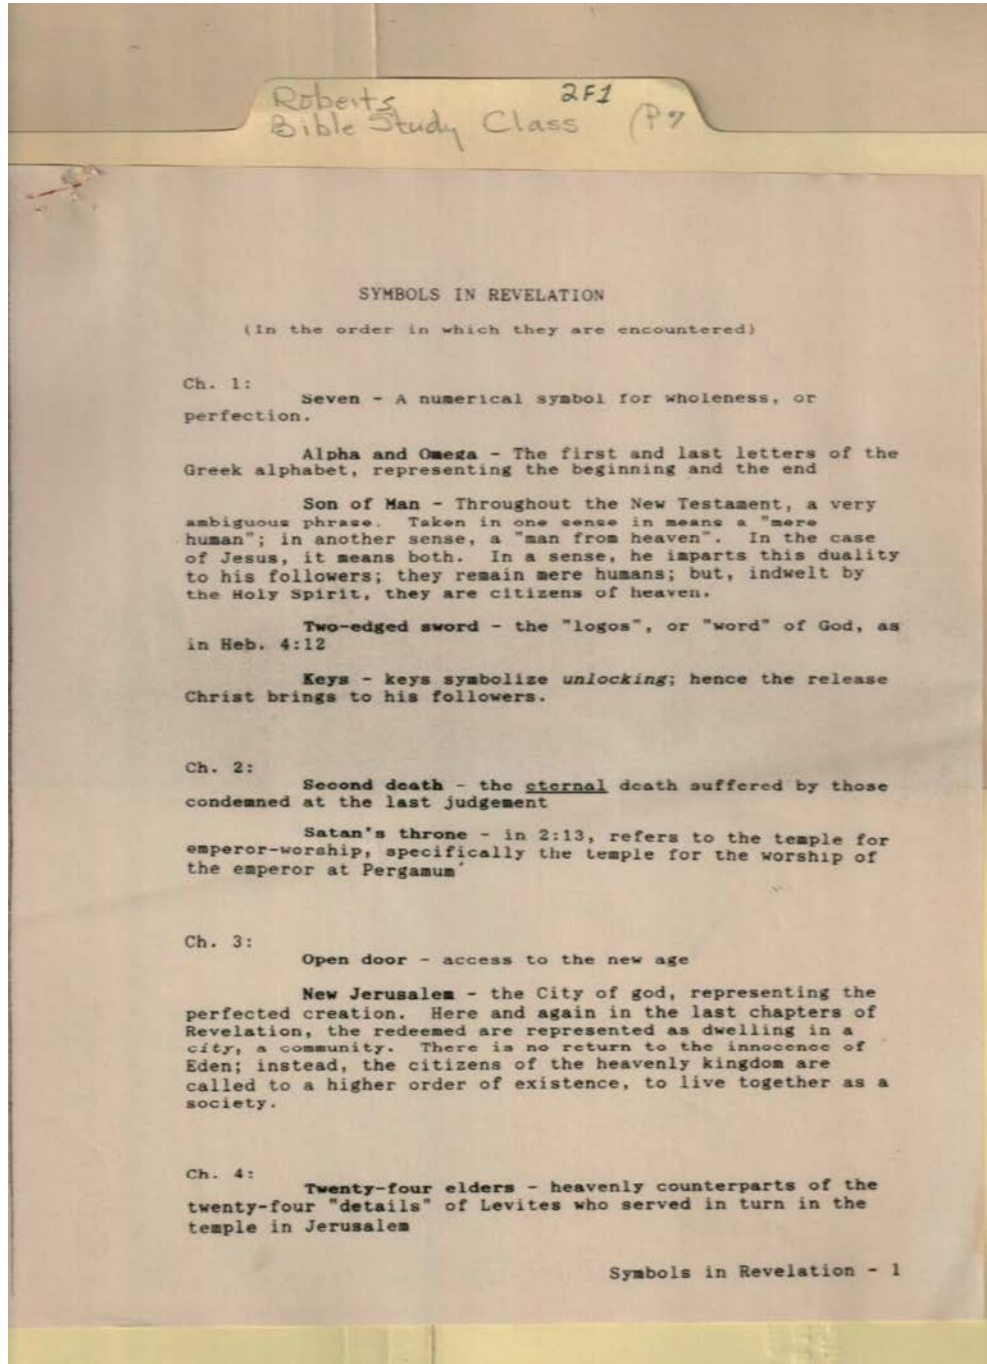 Roberts 2F1
Bible Study Class (P7
SYMBOLS IN REVELATION
(In the order in which they are encountered)
Ch. 1:
Seven - A numerical symbol for wholeness, or
perfection.
Alpha and Omega - The first and last letters of the
Greek alphabet, representing the beginning and the end
Son of Man - Throughout the New Testament, a very
ambiguous phrase. Taken in one sense in means a "mere
human"; in another sense, a "man from heaven". In the case
of Jesus, it means both. In a sense, he imparts this duality
to his followers; they remain mere humans; but, indwelt by
the Holy Spirit, they are citizens of heaven.
Two-edged sword - the "logos", or "word" of God, as
in Heb. 4:12
Keys - keys symbolize unlocking; hence the release
Christ brings to his followers.
Ch. 2:
Second death - the eternal death suffered by those
condemned at the last judgement
Satan's throne - in 2:13, refers to the temple for
emperor-worship, specifically the temple for the worship of
the emperor at Pergamum
Ch. 3:
Open door - access to the new age
New Jerusalem - the City of god, representing the
perfected creation. Here and again in the last chapters of
Revelation, the redeemed are represented as dwelling in a
city, a community. There is no return to the innocence of
Eden; instead, the citizens of the heavenly kingdom are
called to a higher order of existence, to live together as a
society.
Ch. 4:
Twenty-four elders - heavenly counterparts of the
twenty-four "details" of Levites who served in turn in the
temple in Jerusalem
Symbols in Revelation - 1